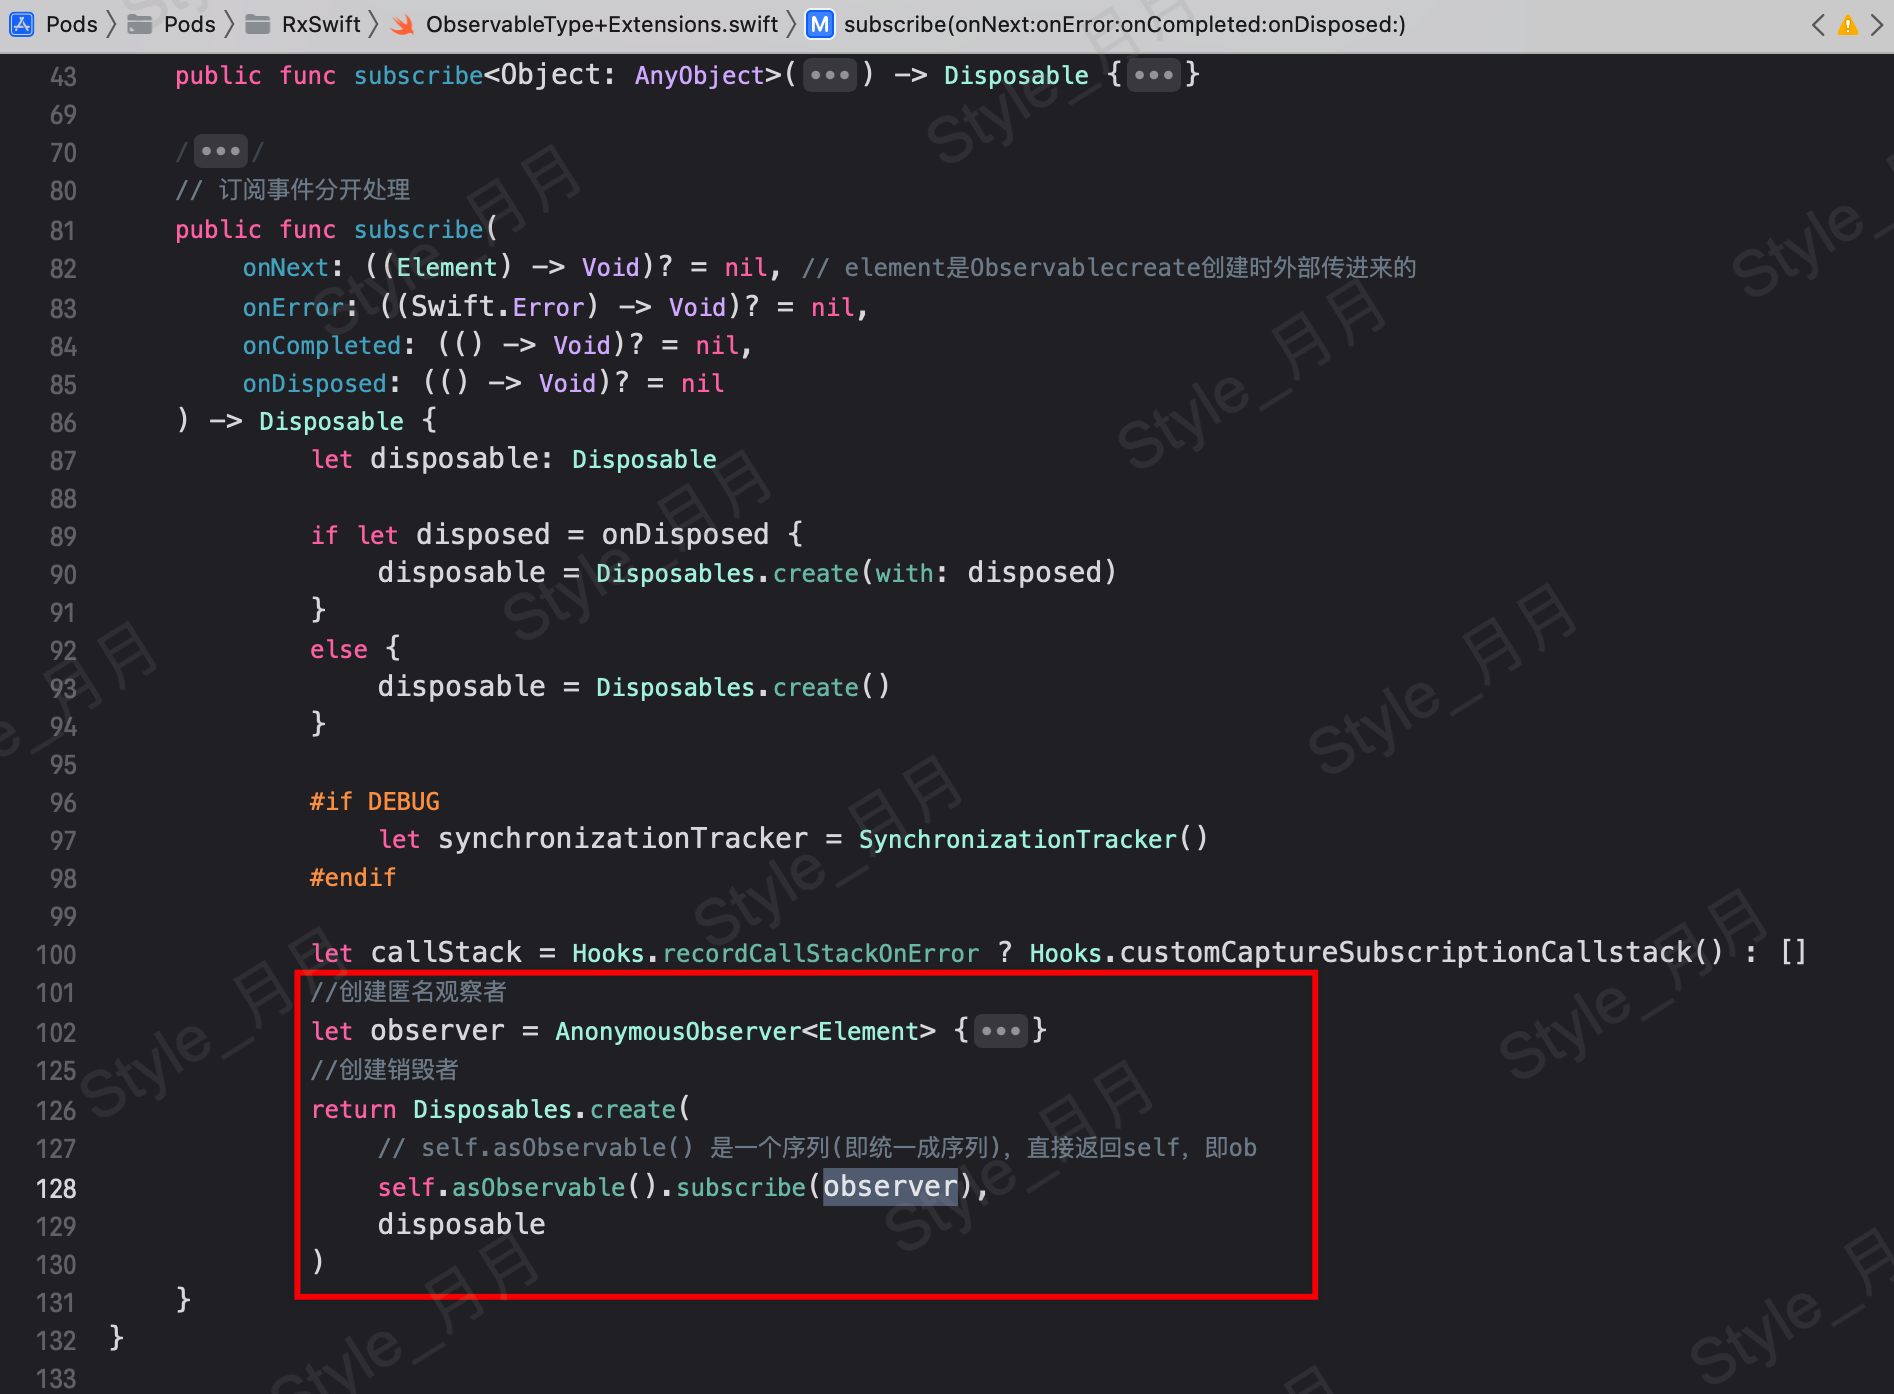 Pods Pods RxSwift ObservableType+Extensions.swift M subscribe(onNext:onError:onCompleted:onDisposed:)
43 public func subscribe<Object: AnyObject>(•••) -> Disposable {•••}
69
70 /•••/
80 // 订阅事件分开处理
81 public func subscribe(
82 onNext: ((Element) -> Void)? = nil, // element是Observablecreate创建时外部传进来的
83 onError: ((Swift.Error) -> Void)? = nil,
84 onCompleted: (() -> Void)? = nil,
85 onDisposed: (() -> Void)? = nil
86 ) -> Disposable {
87 let disposable: Disposable
88
89 if let disposed = onDisposed {
90 disposable = Disposables.create(with: disposed)
91 }
92 else {
93 disposable = Disposables.create()
94 }
95
96 #if DEBUG
97 let synchronizationTracker = SynchronizationTracker()
98 #endif
99
100 let callStack = Hooks.recordCallStackOnError ? Hooks.customCaptureSubscriptionCallstack() : []
101 //创建匿名观察者
102 let observer = AnonymousObserver<Element> {•••}
125 //创建销毁者
126 return Disposables.create(
127 // self.asObservable() 是一个序列(即统一成序列)，直接返回self，即ob
128 self.asObservable().subscribe(observer),
129 disposable
130 )
131 }
132 }
133
Style_月月